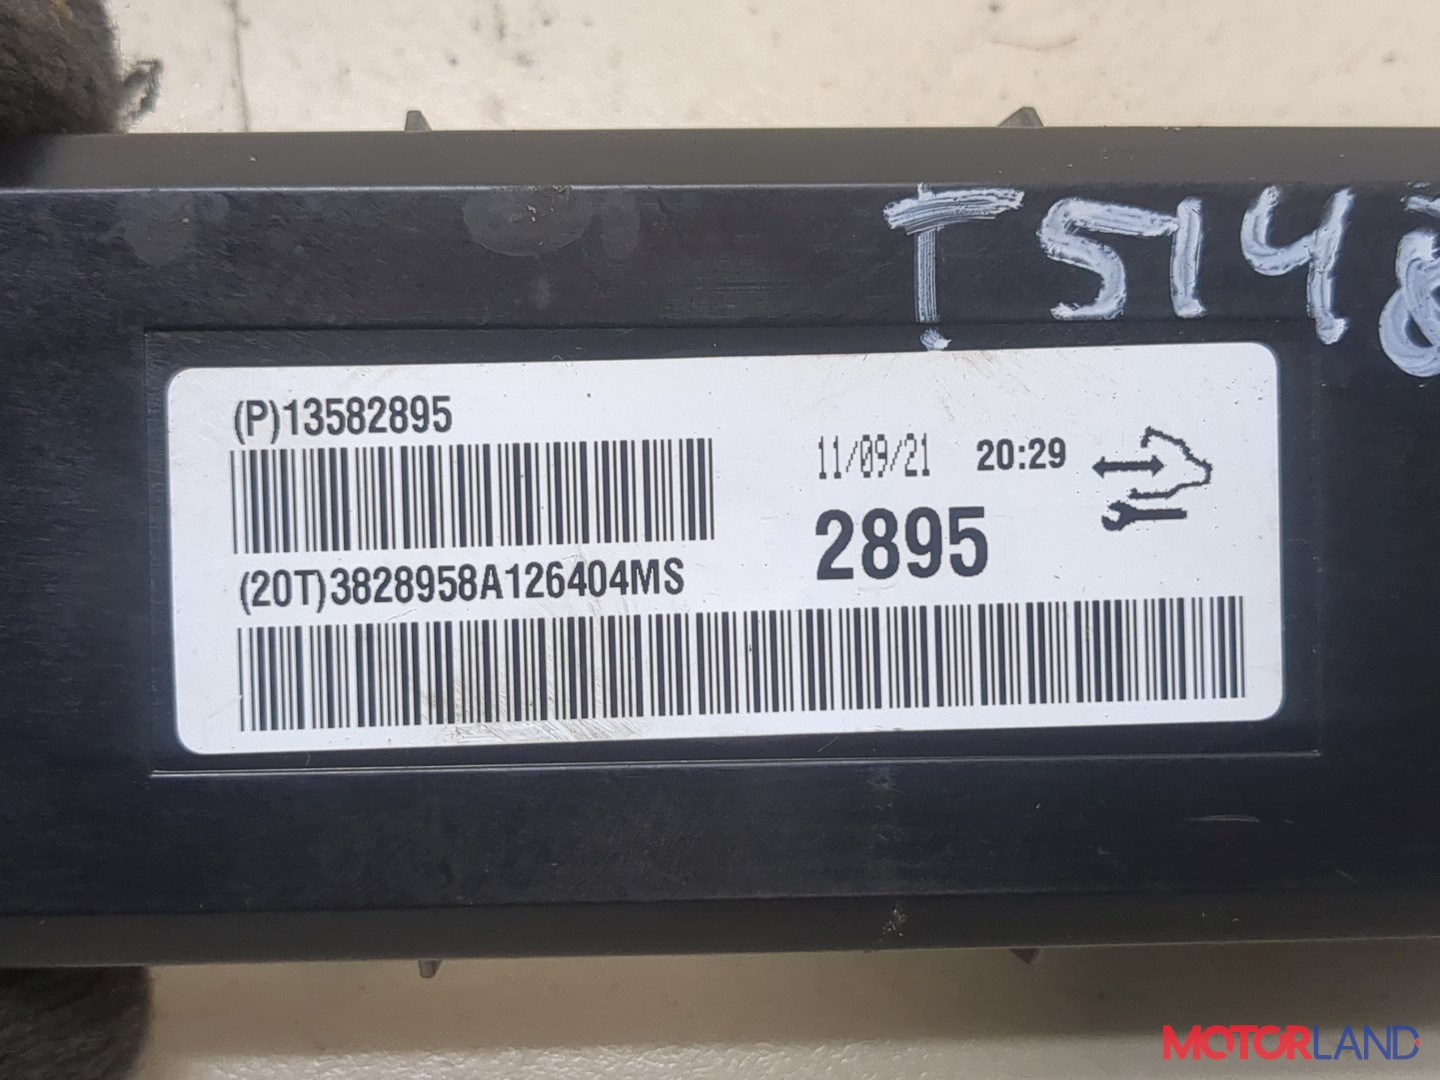 T5148
(P)13582895
11/09/21 20:29
2895
(20T)3828958A126404MS
MOTORLAND